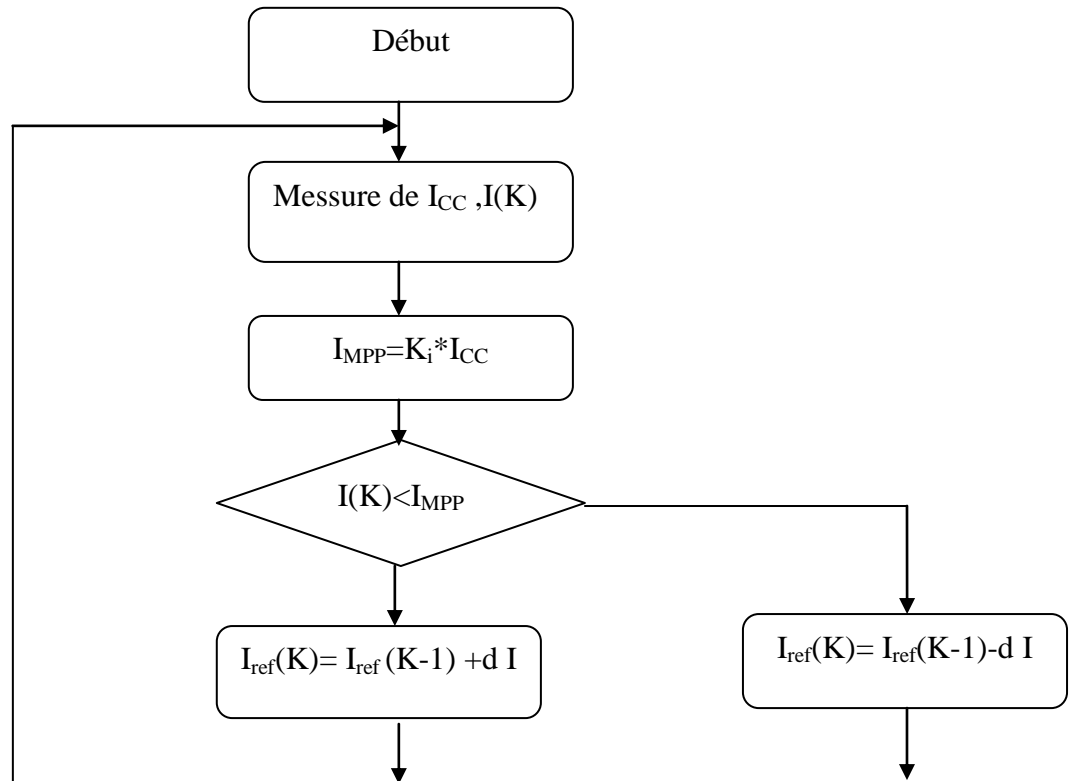 Début
Messure de I_CC ,I(K)
I_MPP=K_i*I_CC
I(K)<I_MPP
I_ref(K)= I_ref (K-1) +d I
I_ref(K)= I_ref(K-1)-d I